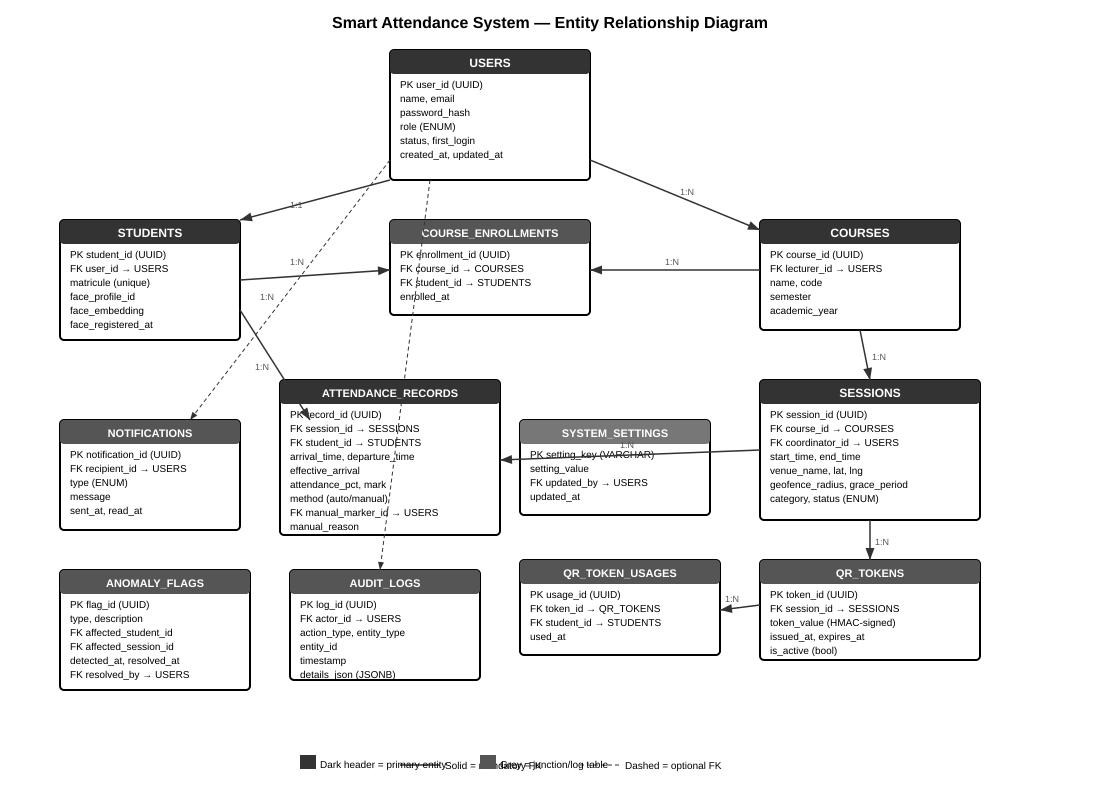 Smart Attendance System — Entity Relationship Diagram
USERS
PK user_id (UUID)
name, email
password_hash
role (ENUM)
status, first_login
created_at, updated_at
1:1
1:N
STUDENTS
PK student_id (UUID)
FK user_id → USERS
matricule (unique)
face_profile_id
face_embedding
face_registered_at
1:N
1:N
1:N
COURSE_ENROLLMENTS
PK enrollment_id (UUID)
FK course_id → COURSES
FK student_id → STUDENTS
enrolled_at
1:N
COURSES
PK course_id (UUID)
FK lecturer_id → USERS
name, code
semester
academic_year
1:N
NOTIFICATIONS
PK notification_id (UUID)
FK recipient_id → USERS
type (ENUM)
message
sent_at, read_at
ATTENDANCE_RECORDS
PK record_id (UUID)
FK session_id → SESSIONS
FK student_id → STUDENTS
arrival_time, departure_time
effective_arrival
attendance_pct, mark
method (auto/manual)
FK manual_marker_id → USERS
manual_reason
SYSTEM_SETTINGS
1:N
PK setting_key (VARCHAR)
setting_value
FK updated_by → USERS
updated_at
SESSIONS
PK session_id (UUID)
FK course_id → COURSES
FK coordinator_id → USERS
start_time, end_time
venue_name, lat, lng
geofence_radius, grace_period
category, status (ENUM)
1:N
ANOMALY_FLAGS
PK flag_id (UUID)
type, description
FK affected_student_id
FK affected_session_id
detected_at, resolved_at
FK resolved_by → USERS
AUDIT_LOGS
PK log_id (UUID)
FK actor_id → USERS
action_type, entity_type
entity_id
timestamp
details_json (JSONB)
QR_TOKEN_USAGES
PK usage_id (UUID)
FK token_id → QR_TOKENS
FK student_id → STUDENTS
used_at
1:N
QR_TOKENS
PK token_id (UUID)
FK session_id → SESSIONS
token_value (HMAC-signed)
issued_at, expires_at
is_active (bool)
Dark header = primary entity
Solid = mandatory FK
Grey = junction/log table
Dashed = optional FK